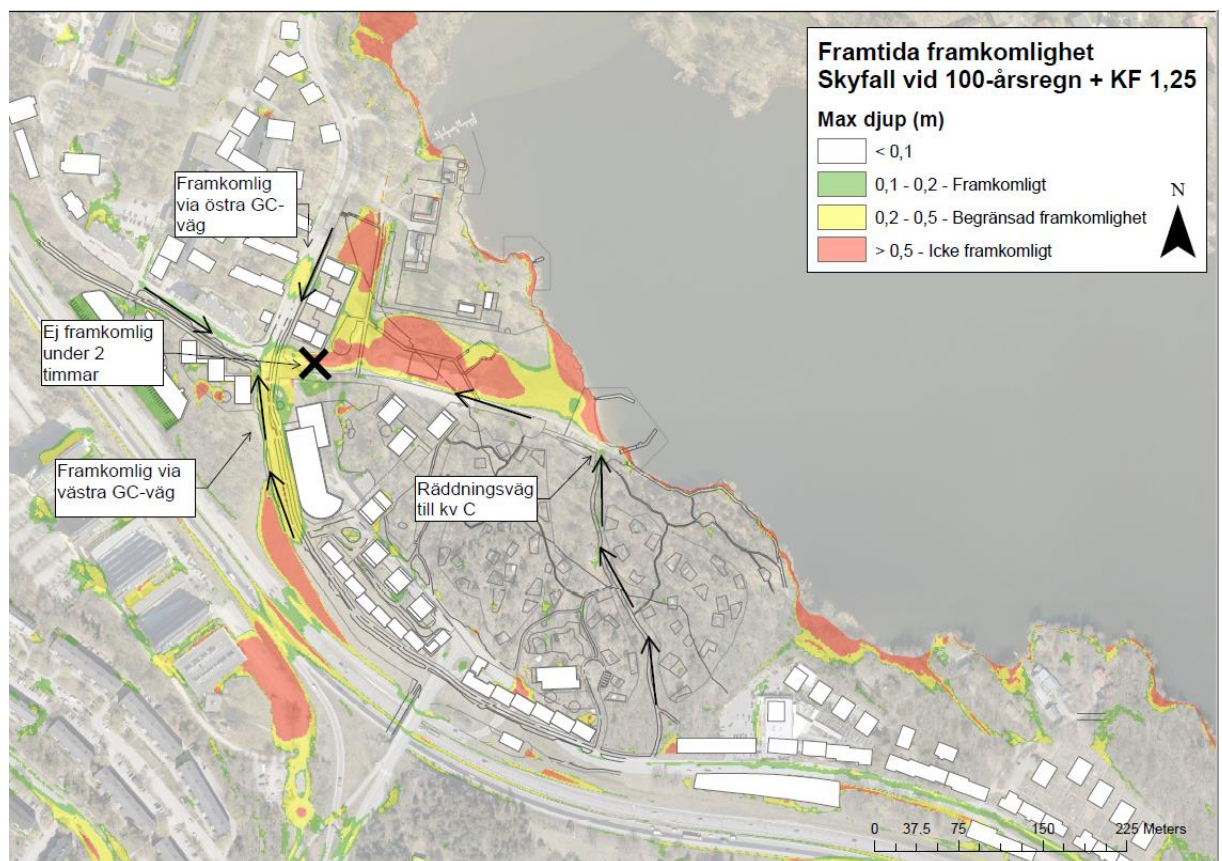 Framtida framkomlighet
Skyfall vid 100-årsregn + KF 1,25
Max djup (m)
< 0,1
0,1 - 0,2 - Framkomligt
0,2 - 0,5 - Begränsad framkomlighet
> 0,5 - Icke framkomligt
N
Framkomlig
via östra GC-
väg
Ej framkomlig
under 2
timmar
Framkomlig via
västra GC-väg
Räddningsväg
till kv C
0 37.5 75 150 225 Meters